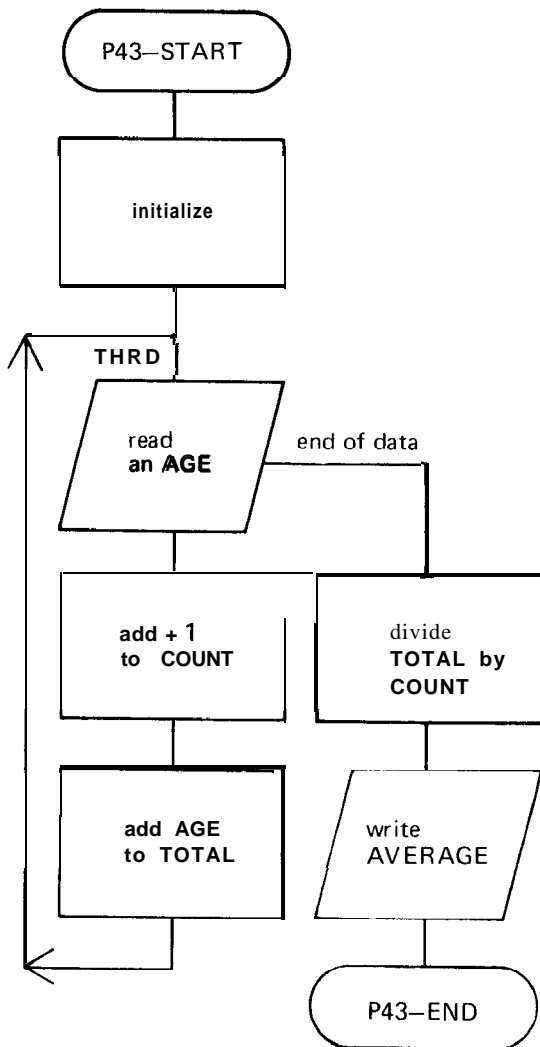 P43—START
initialize
THRD
read
an AGE
end of data
add + 1
to COUNT
divide
TOTAL by
COUNT
add AGE
to TOTAL
write
AVERAGE
P43—END